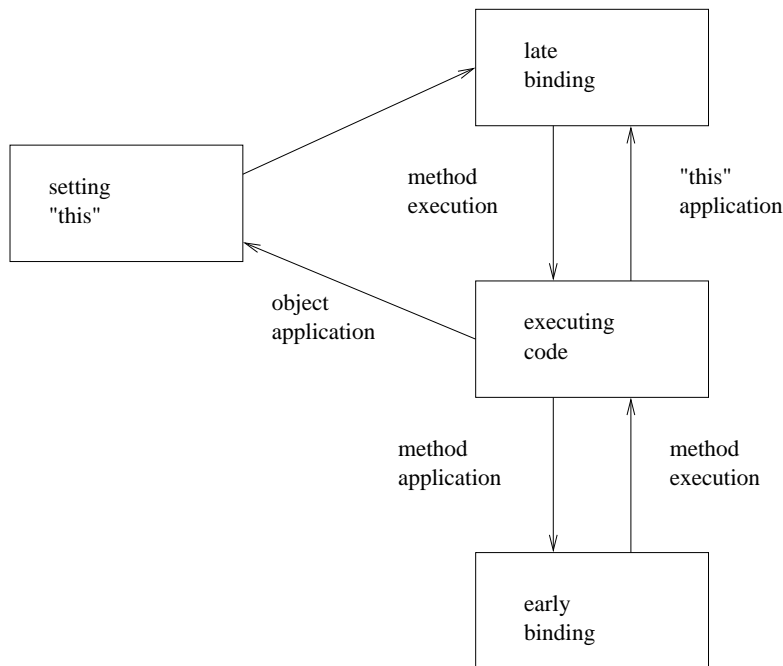 late
binding
setting
"this"
method
execution
"this"
application
object
application
executing
code
method
application
method
execution
early
binding